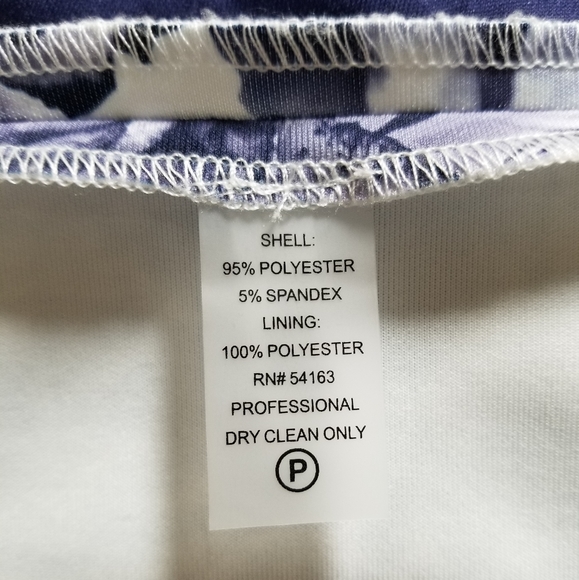 SHELL:
95% POLYESTER
5% SPANDEX
LINING:
100% POLYESTER
RN# 54163
PROFESSIONAL
DRY CLEAN ONLY
P